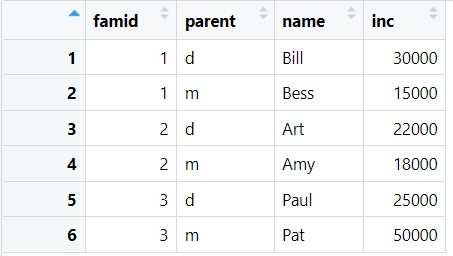 famid parent name inc
1 1 d Bill 30000
2 1 m Bess 15000
3 2 d Art 22000
4 2 m Amy 18000
5 3 d Paul 25000
6 3 m Pat 50000